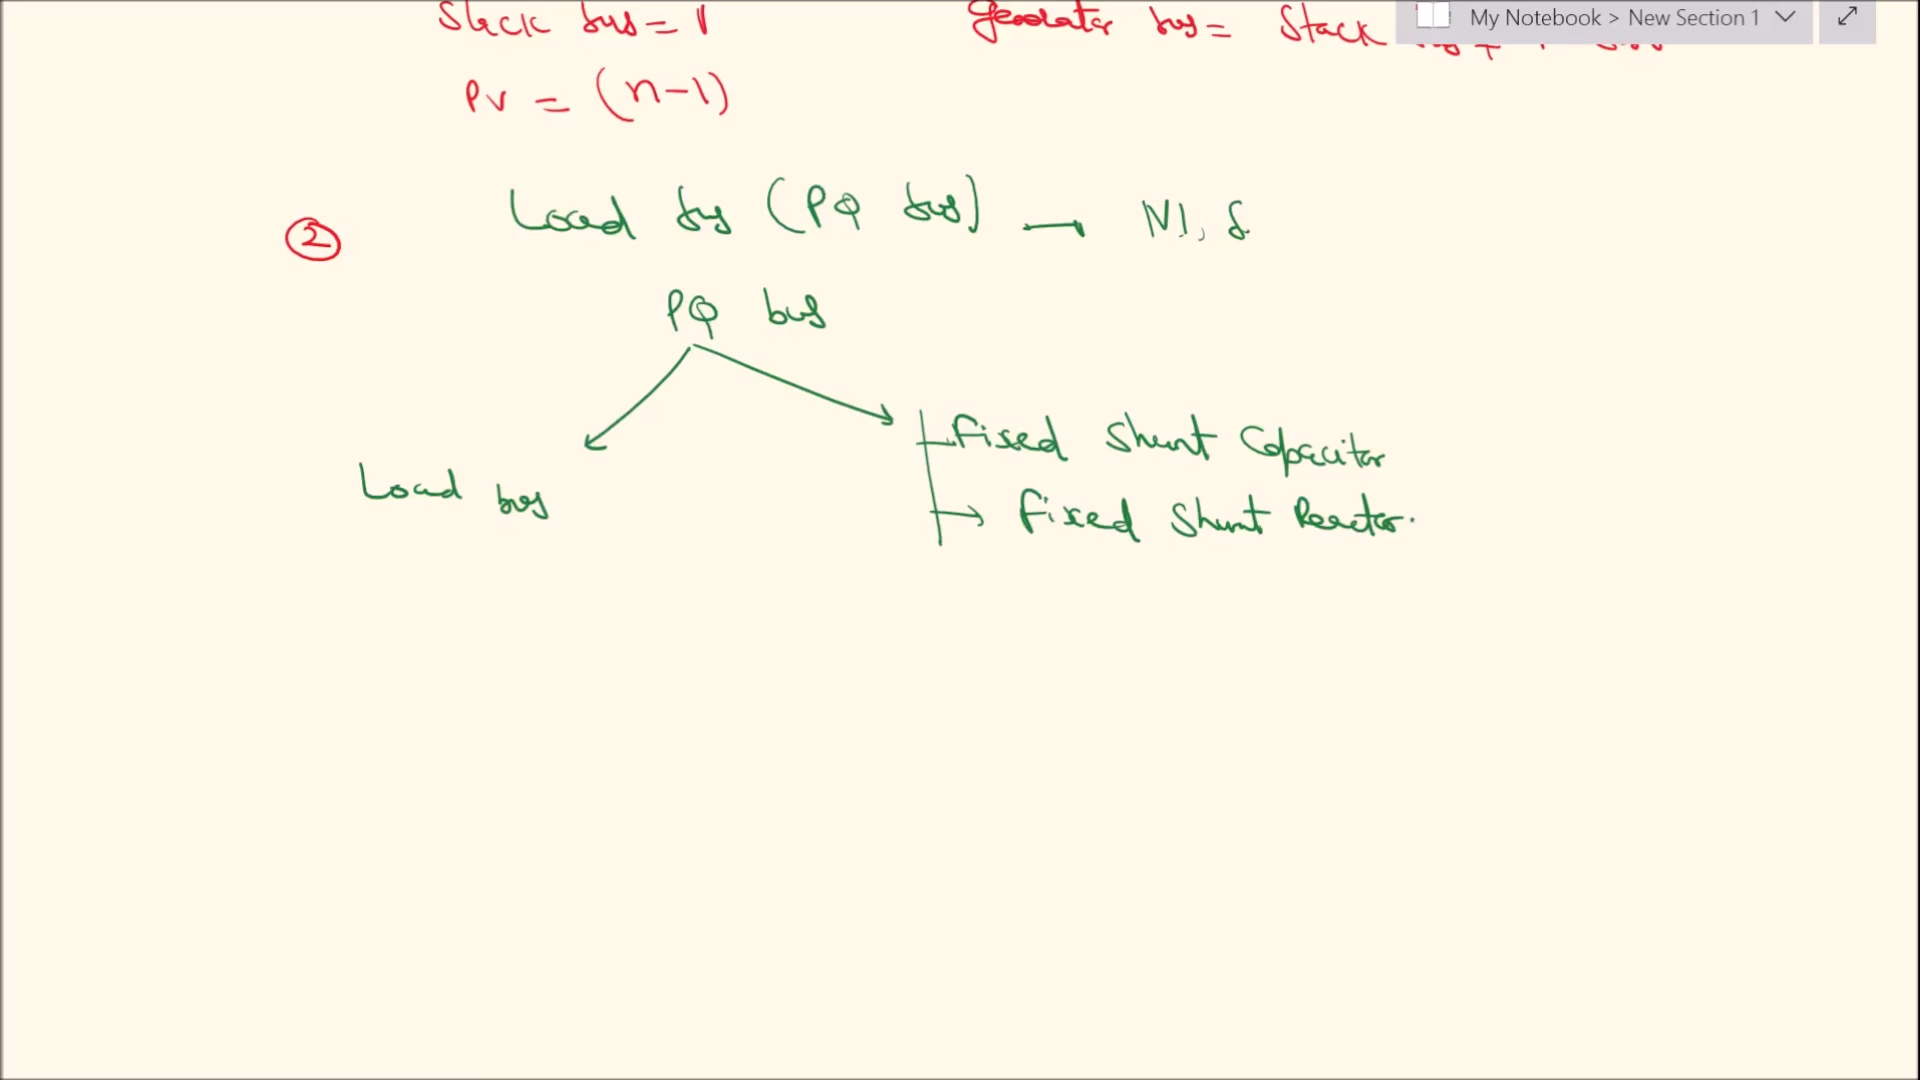 Slack bus = 1
Generator bus = Slack
My Notebook > New Section 1
PV = (n-1)
② Load bus (PQ bus) → |V|, δ
PQ bus
Fixed Shunt Capacitor
Load bus
→ Fixed Shunt Reactor.